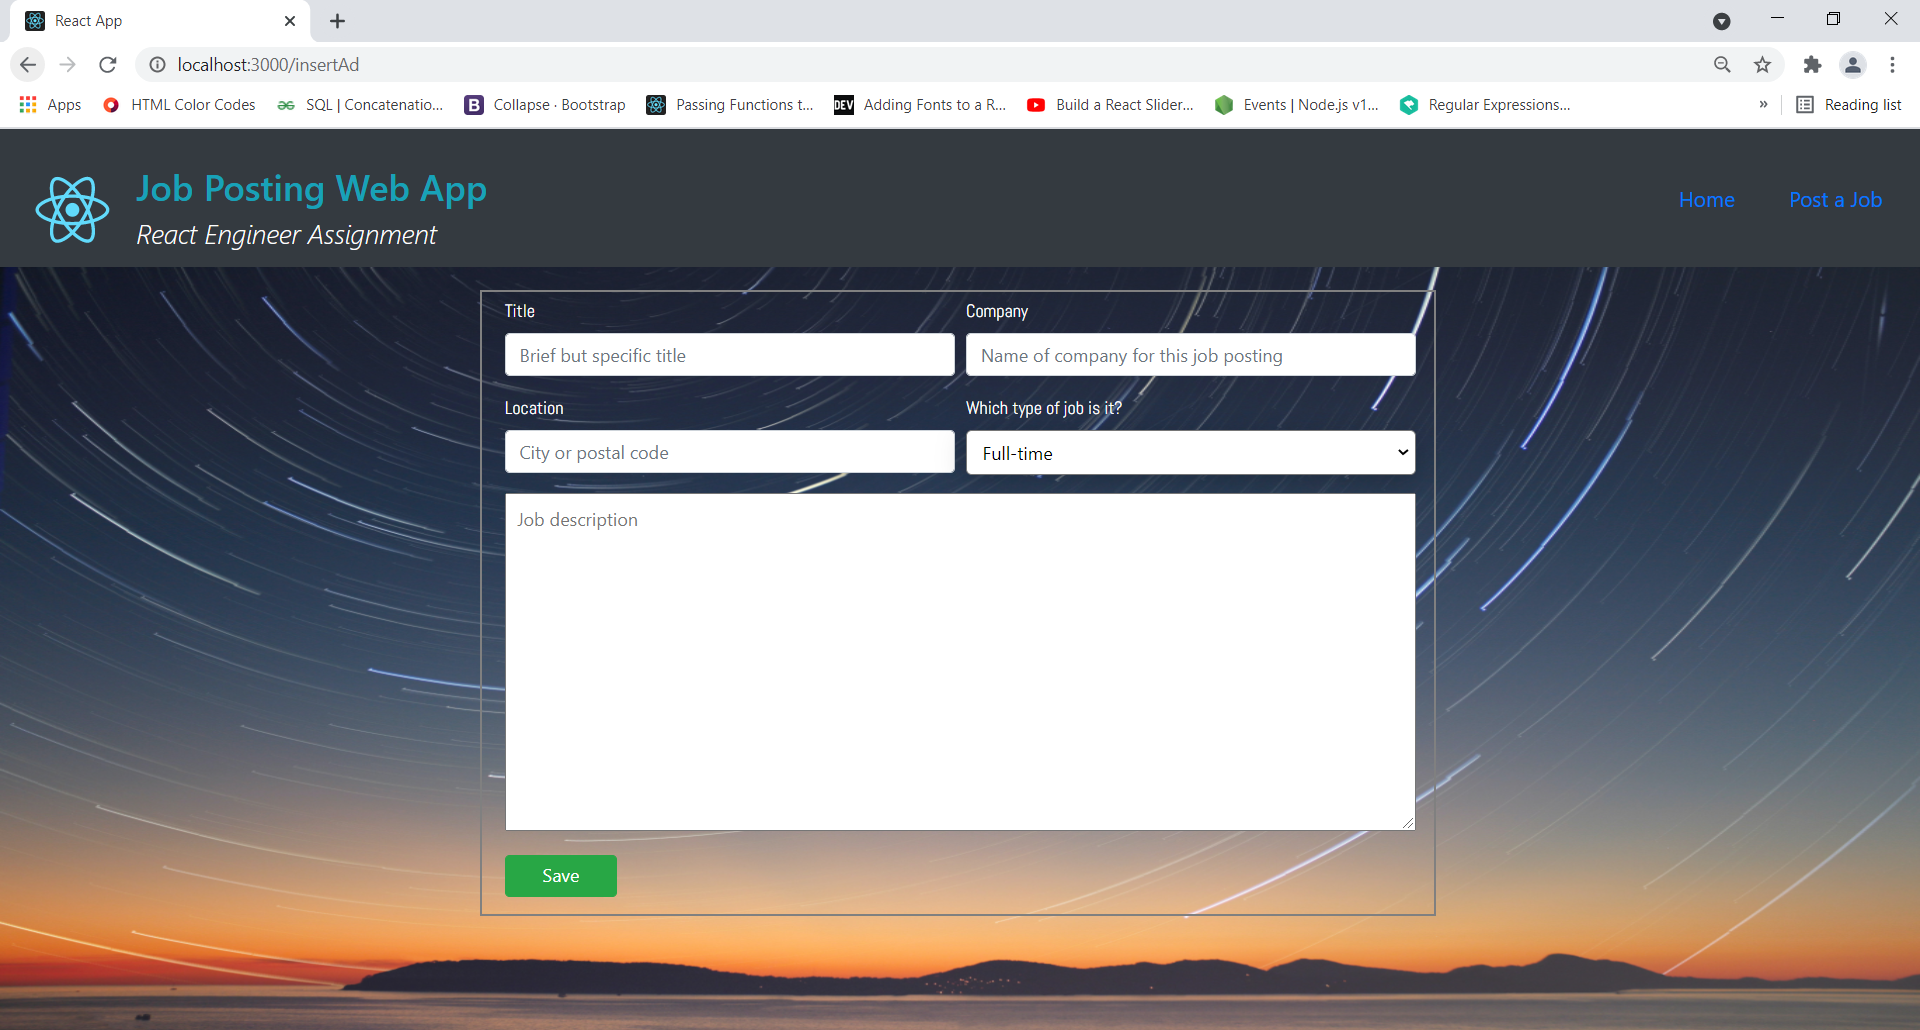 React App
localhost:3000/insertAd
Apps HTML Color Codes SQL | Concatenatio... B Collapse · Bootstrap Passing Functions t... DEV Adding Fonts to a R... Build a React Slider... Events | Node.js v1... Regular Expressions... » Reading list
Job Posting Web App
React Engineer Assignment
Home Post a Job
Title Company
Brief but specific title Name of company for this job posting
Location Which type of job is it?
City or postal code Full-time
Job description
Save